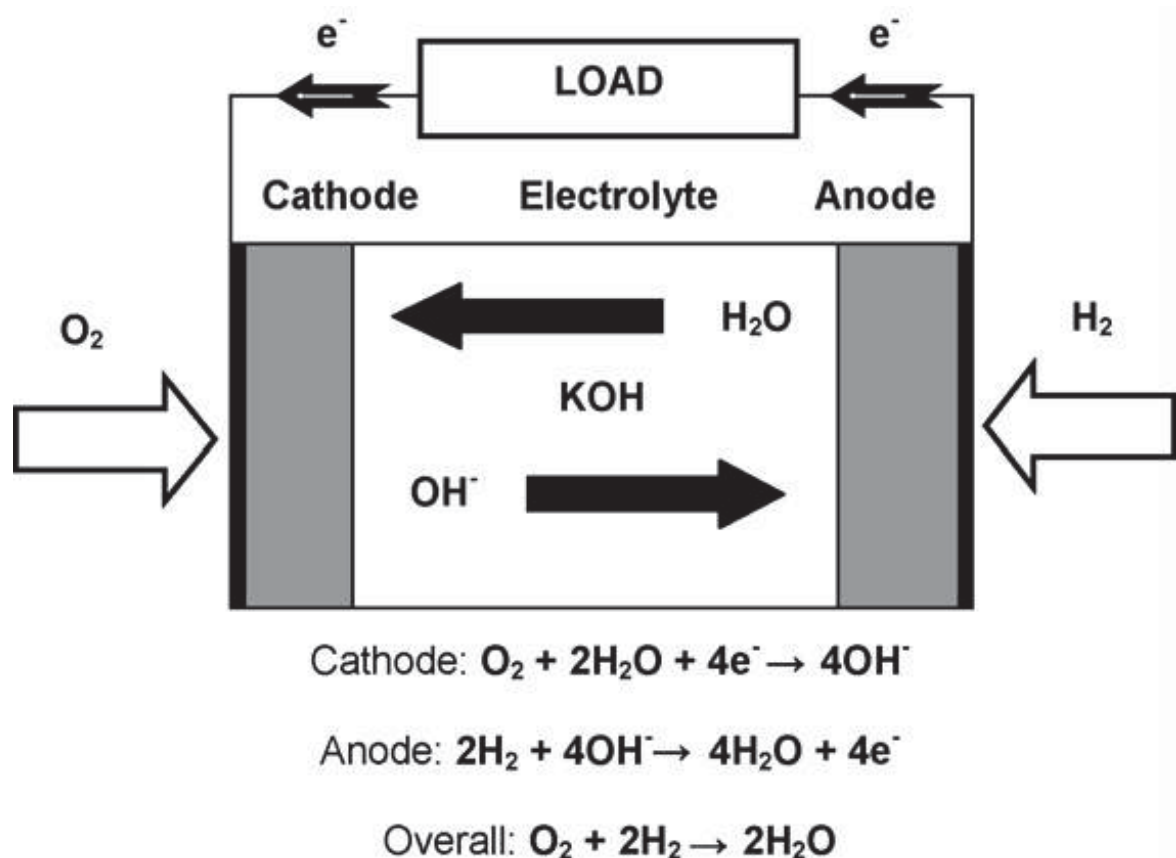 e⁻ e⁻
LOAD
Cathode Electrolyte Anode
O₂ H₂O H₂
KOH
OH⁻
Cathode: O₂ + 2H₂O + 4e⁻ → 4OH⁻
Anode: 2H₂ + 4OH⁻ → 4H₂O + 4e⁻
Overall: O₂ + 2H₂ → 2H₂O